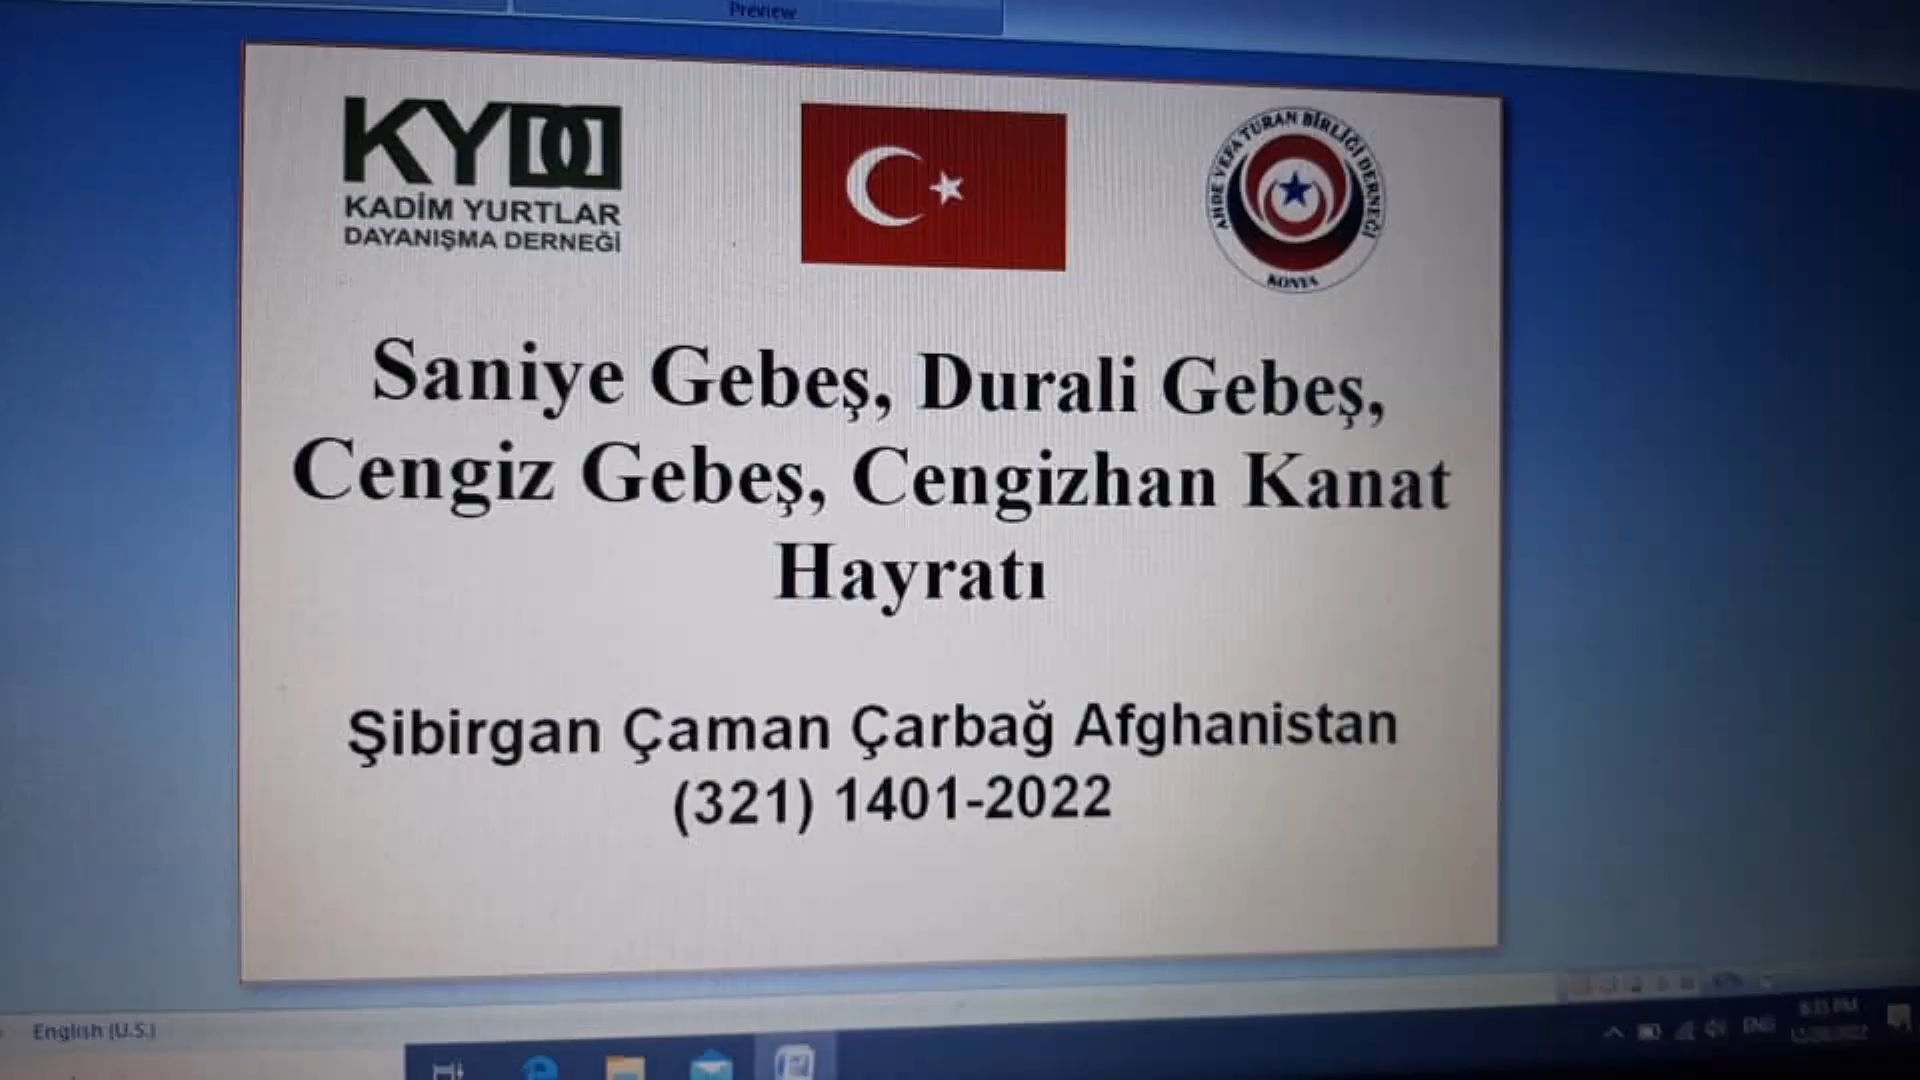 Preview
KYDD
KADİM YURTLAR
DAYANIŞMA DERNEĞİ
AHDE VEFA TURAN BİRLİĞİ DERNEĞİ
KONYA
Saniye Gebeş, Durali Gebeş,
Cengiz Gebeş, Cengizhan Kanat
Hayratı
Şibirgan Çaman Çarbağ Afghanistan
(321) 1401-2022
English (U.S.)
ENG